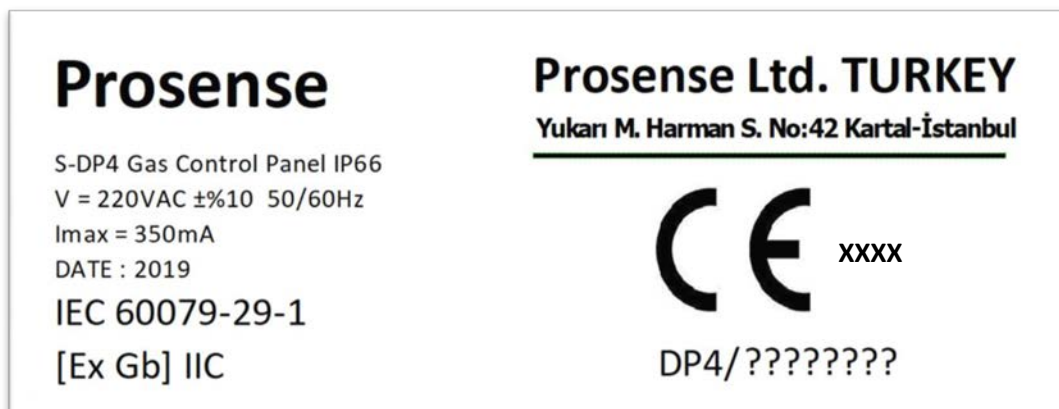 Prosense
S-DP4 Gas Control Panel IP66
V = 220VAC ±%10 50/60Hz
Imax = 350mA
DATE : 2019
IEC 60079-29-1
[Ex Gb] IIC
Prosense Ltd. TURKEY
Yukarı M. Harman S. No:42 Kartal-İstanbul
CE XXXX
DP4/????????